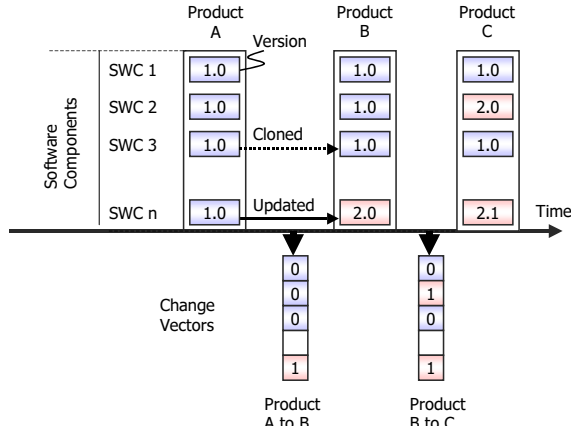 Product
A
Product
B
Product
C
Version
SWC 1
1.0
1.0
1.0
SWC 2
1.0
1.0
2.0
SWC 3
1.0
Cloned
1.0
1.0
Software
Components
SWC n
1.0
Updated
2.0
2.1
Time
0
0
0
1
0
1
0
1
Change
Vectors
Product
A to B
Product
B to C